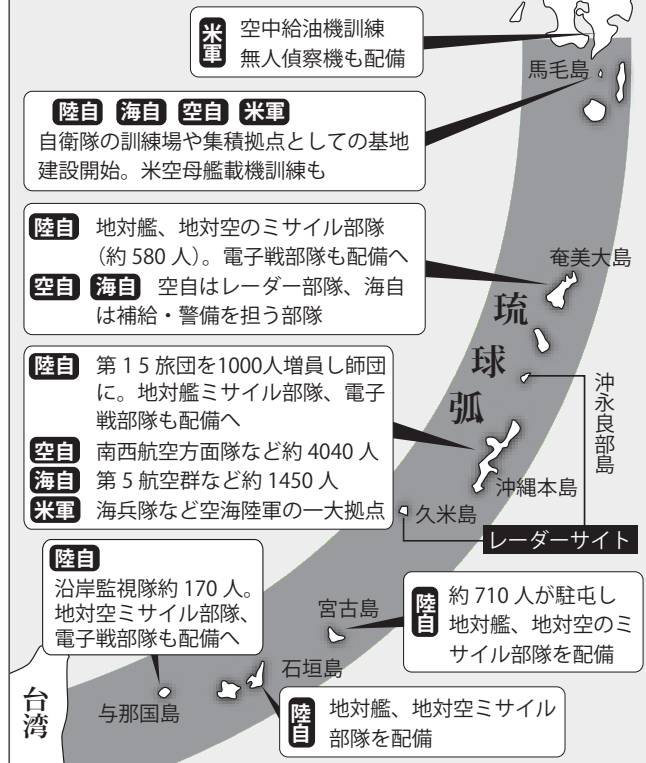 米軍
空中給油機訓練
無人偵察機も配備
馬毛島
陸自 海自 空自 米軍
自衛隊の訓練場や集積拠点としての基地
建設開始。米空母艦載機訓練も
陸自 地対艦、地対空のミサイル部隊
（約 580 人）。電子戦部隊も配備へ
空自 海自 空自はレーダー部隊、海自
は補給・警備を担う部隊
奄美大島
琉球弧
陸自 第15旅団を1000人増員し師団
に。地対艦ミサイル部隊、電子
戦部隊も配備へ
空自 南西航空方面隊など約 4040 人
海自 第 5 航空群など約 1450 人
米軍 海兵隊など空海陸軍の一大拠点
沖永良部島
沖縄本島
久米島
レーダーサイト
陸自
沿岸監視隊約 170 人。
地対空ミサイル部隊、
電子戦部隊も配備へ
宮古島
陸自
約 710 人が駐屯し
地対艦、地対空のミ
サイル部隊を配備
石垣島
台湾
与那国島
陸自
地対艦、地対空ミサイル
部隊を配備